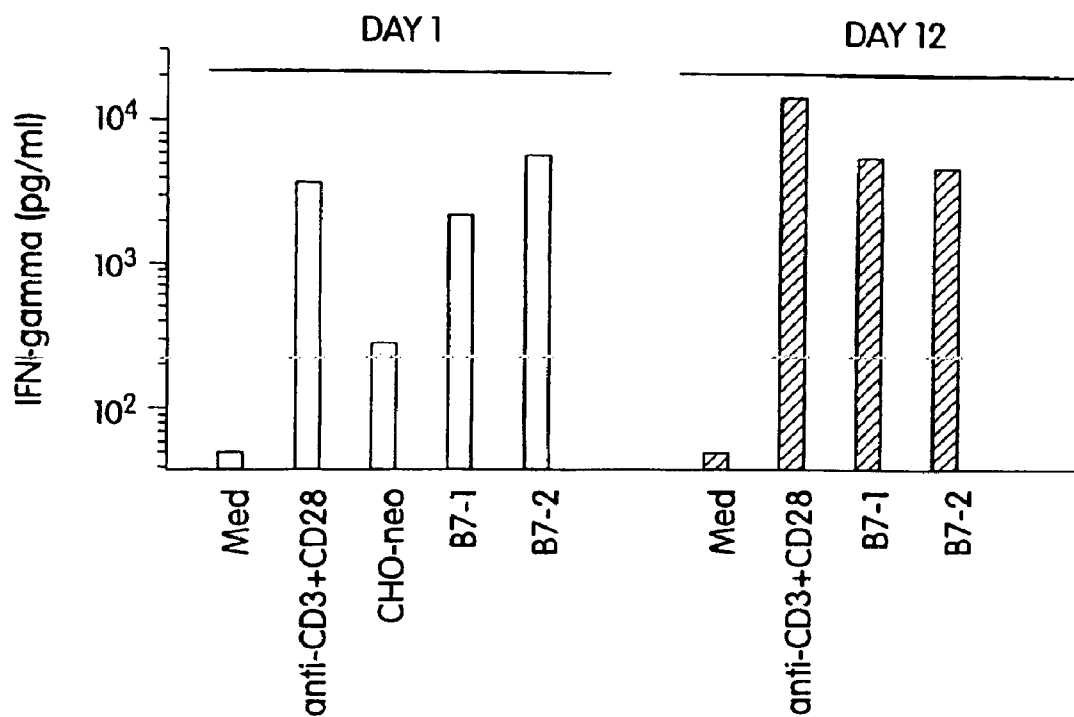 DAY 1
DAY 12
IFN-gamma (pg/ml)
10⁴
10³
10²
Med
anti-CD3+CD28
CHO-neo
B7-1
B7-2
Med
anti-CD3+CD28
B7-1
B7-2